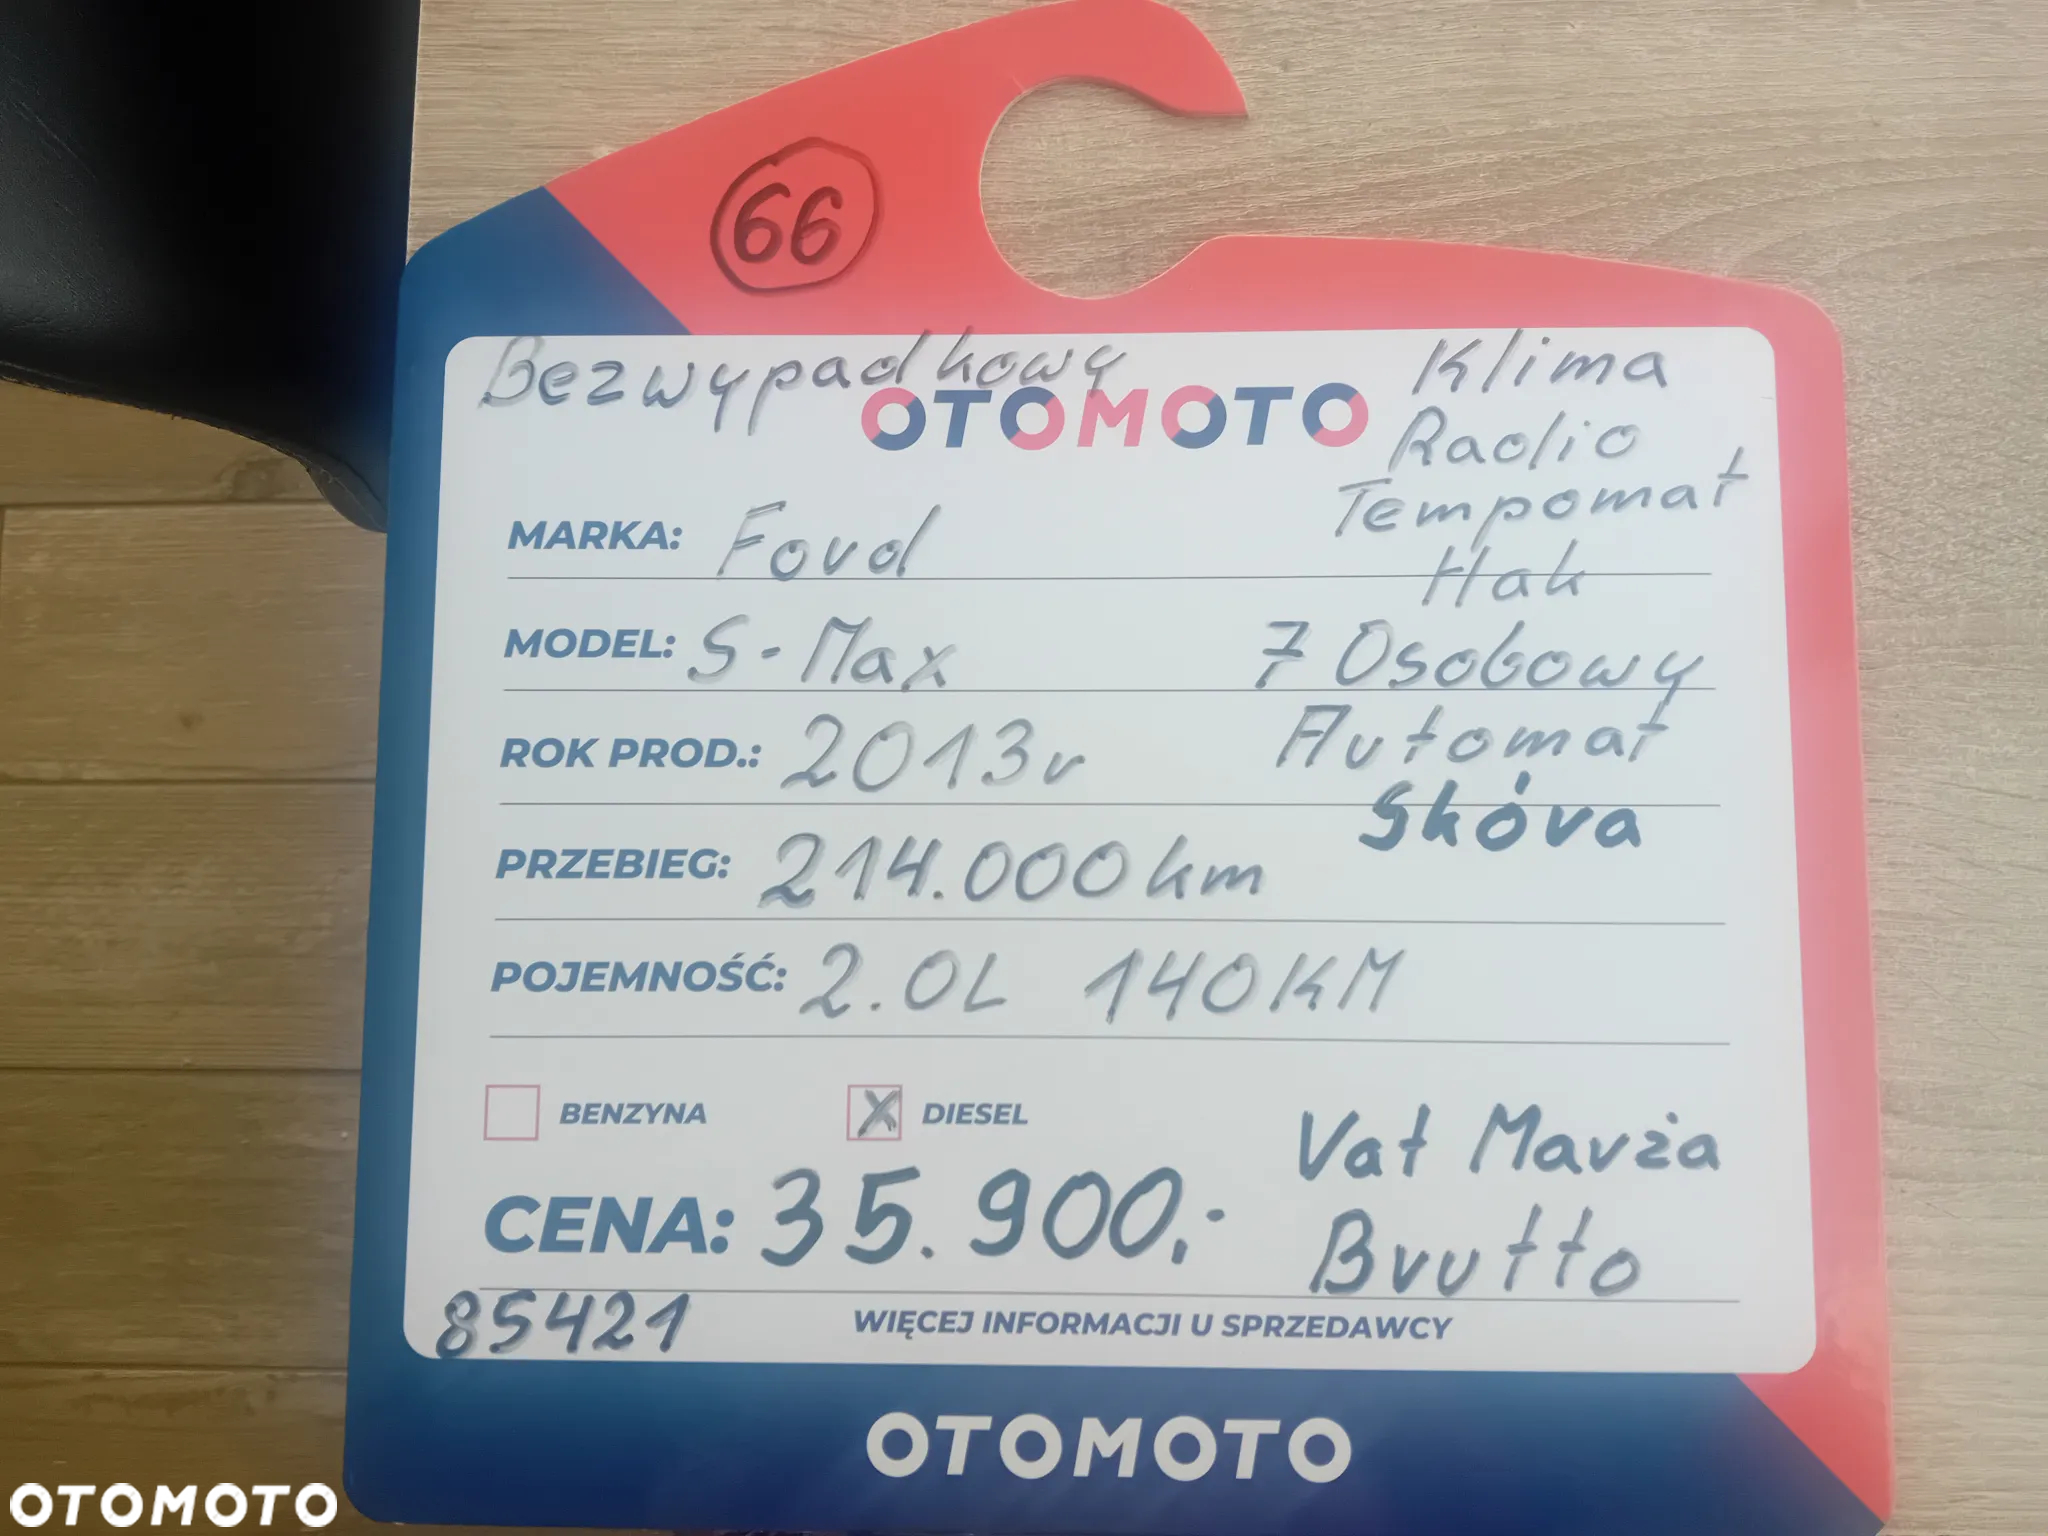 66
Bezwypadkowy
OTOMOTO
Klima
Radio
Tempomat
Hak
7 Osobowy
Automat
Skóra
MARKA: Ford
MODEL: S-Max
ROK PROD.: 2013r
PRZEBIEG: 214.000km
POJEMNOŚĆ: 2.0L 140KM
BENZYNA X DIESEL
Vat Marża
Brutto
CENA: 35.900,-
85421
WIĘCEJ INFORMACJI U SPRZEDAWCY
OTOMOTO
OTOMOTO